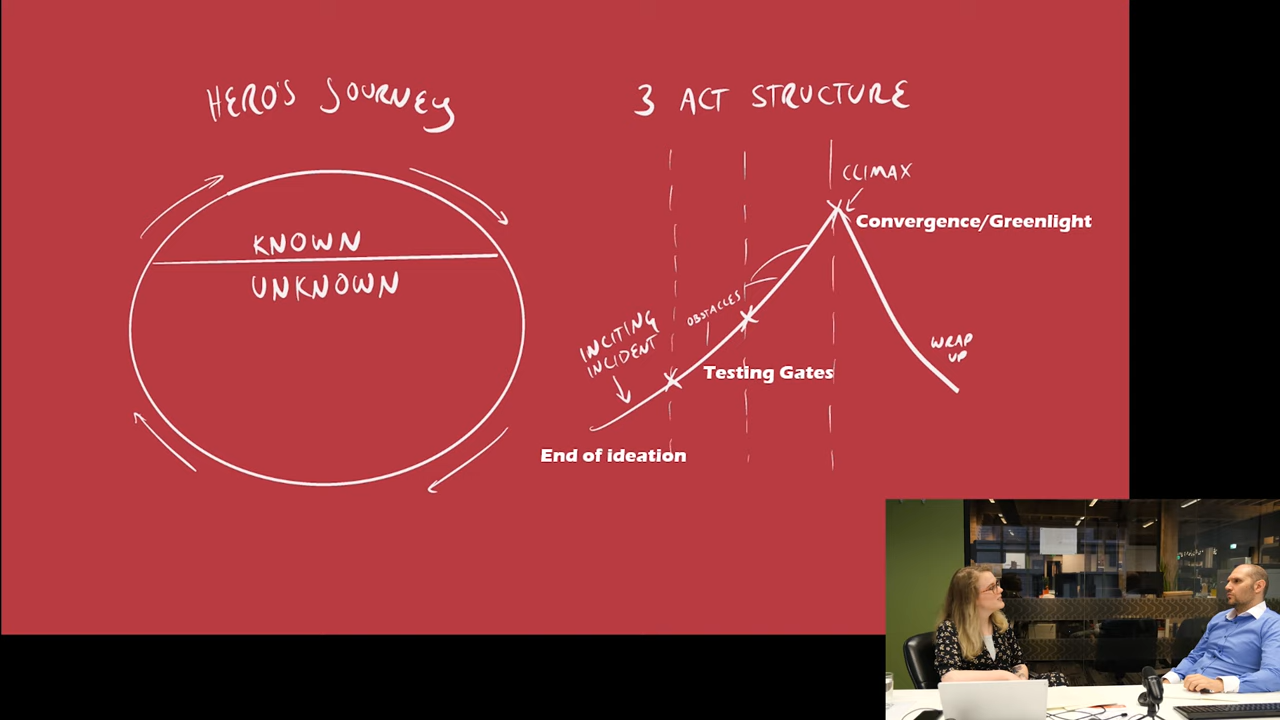 HERO'S JOURNEY
KNOWN
UNKNOWN
3 ACT STRUCTURE
CLIMAX
Convergence/Greenlight
OBSTACLES
INCITING
INCIDENT
WRAP
UP
Testing Gates
End of ideation